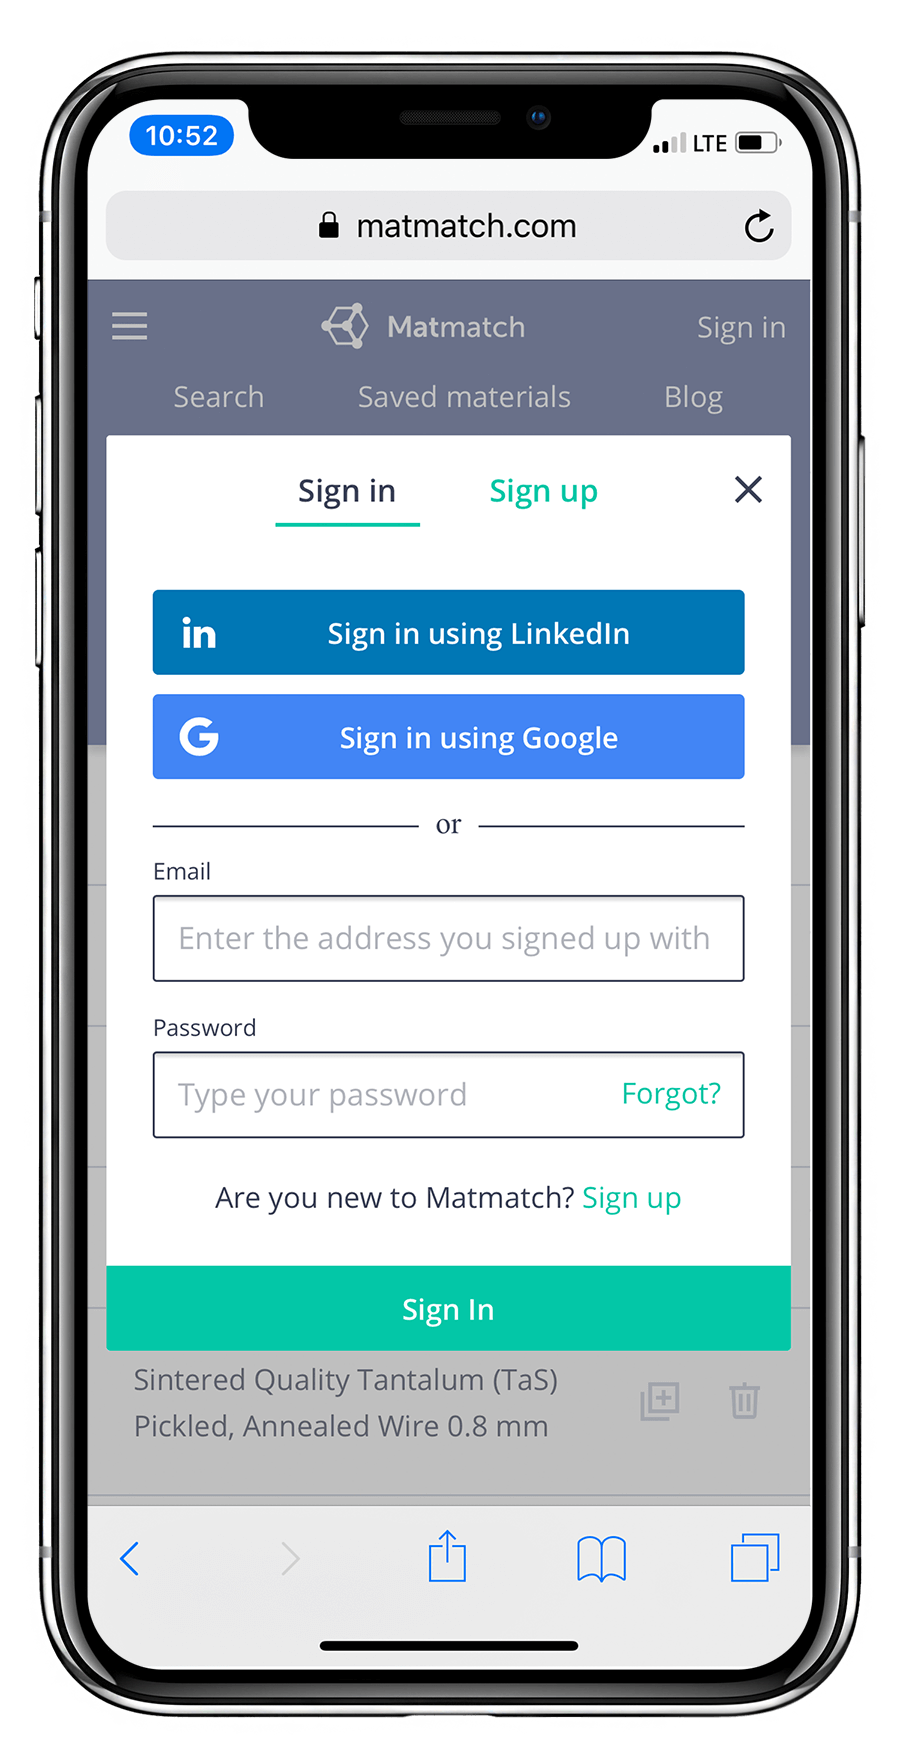 10:52
LTE
matmatch.com
Matmatch
Sign in
Search
Saved materials
Blog
Sign in
Sign up
in
Sign in using LinkedIn
G
Sign in using Google
or
Email
Enter the address you signed up with
Password
Type your password
Forgot?
Are you new to Matmatch? Sign up
Sign In
Sintered Quality Tantalum (TaS)
Pickled, Annealed Wire 0.8 mm